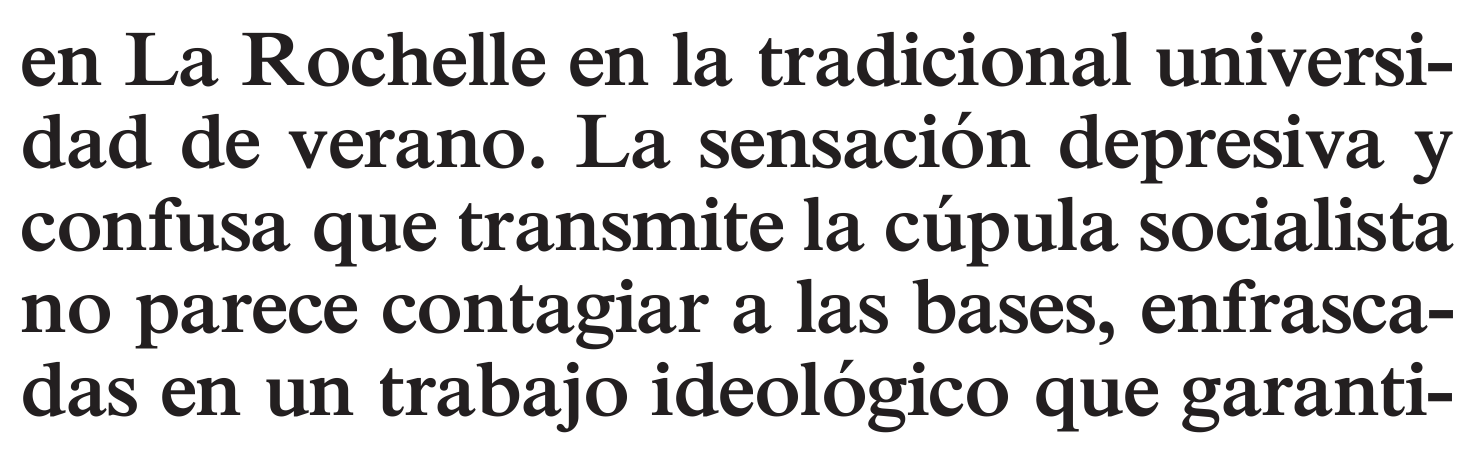 en La Rochelle en la tradicional universi-
dad de verano. La sensación depresiva y
confusa que transmite la cúpula socialista
no parece contagiar a las bases, enfrasca-
das en un trabajo ideológico que garanti-